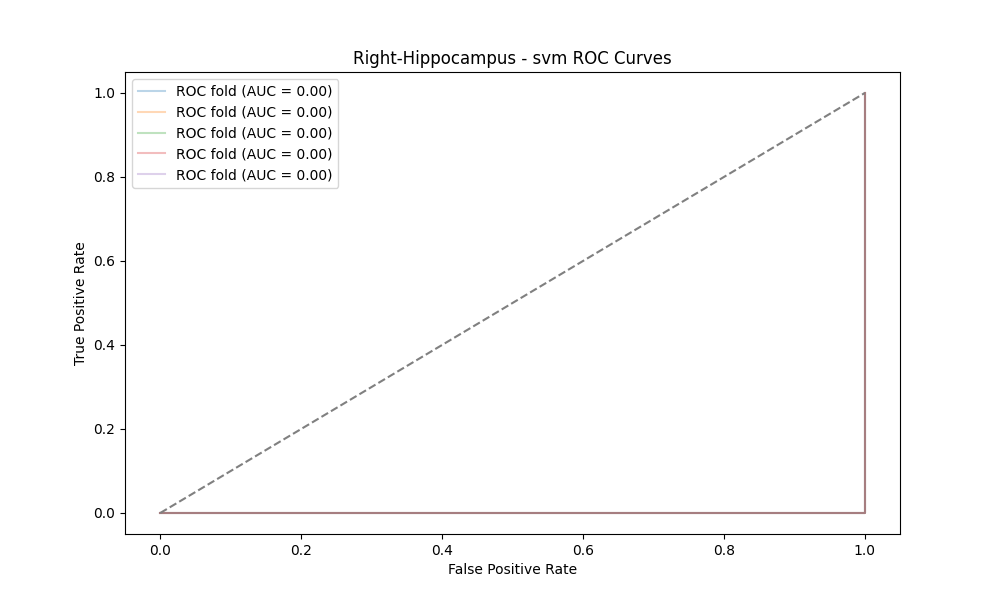 Right-Hippocampus - svm ROC Curves
ROC fold (AUC = 0.00)
ROC fold (AUC = 0.00)
ROC fold (AUC = 0.00)
ROC fold (AUC = 0.00)
ROC fold (AUC = 0.00)
True Positive Rate
1.0
0.8
0.6
0.4
0.2
0.0
0.0 0.2 0.4 0.6 0.8 1.0
False Positive Rate